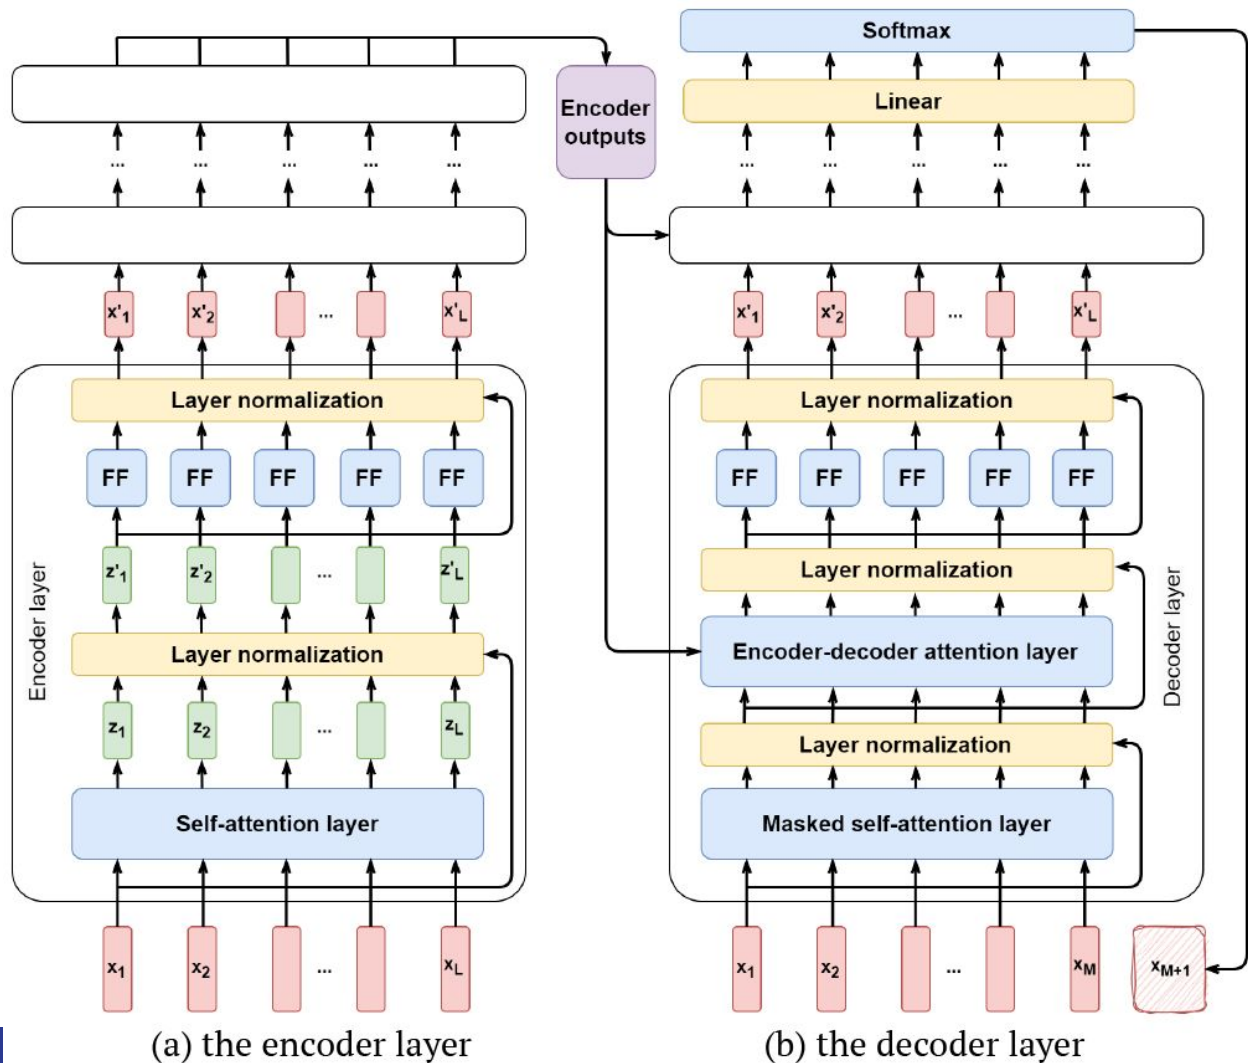 Softmax
Linear
Encoder
outputs
... ... ... ... ...
... ... ... ... ...
x'1 x'2 ... x'L
x'1 x'2 ... x'L
Layer normalization
FF FF FF FF FF
z'1 z'2 ... z'L
Layer normalization
z1 z2 ... zL
Self-attention layer
Encoder layer
x1 x2 ... xL
Layer normalization
FF FF FF FF FF
Layer normalization
Encoder-decoder attention layer
Layer normalization
Masked self-attention layer
Decoder layer
x1 x2 ... xM xM+1
(a) the encoder layer
(b) the decoder layer